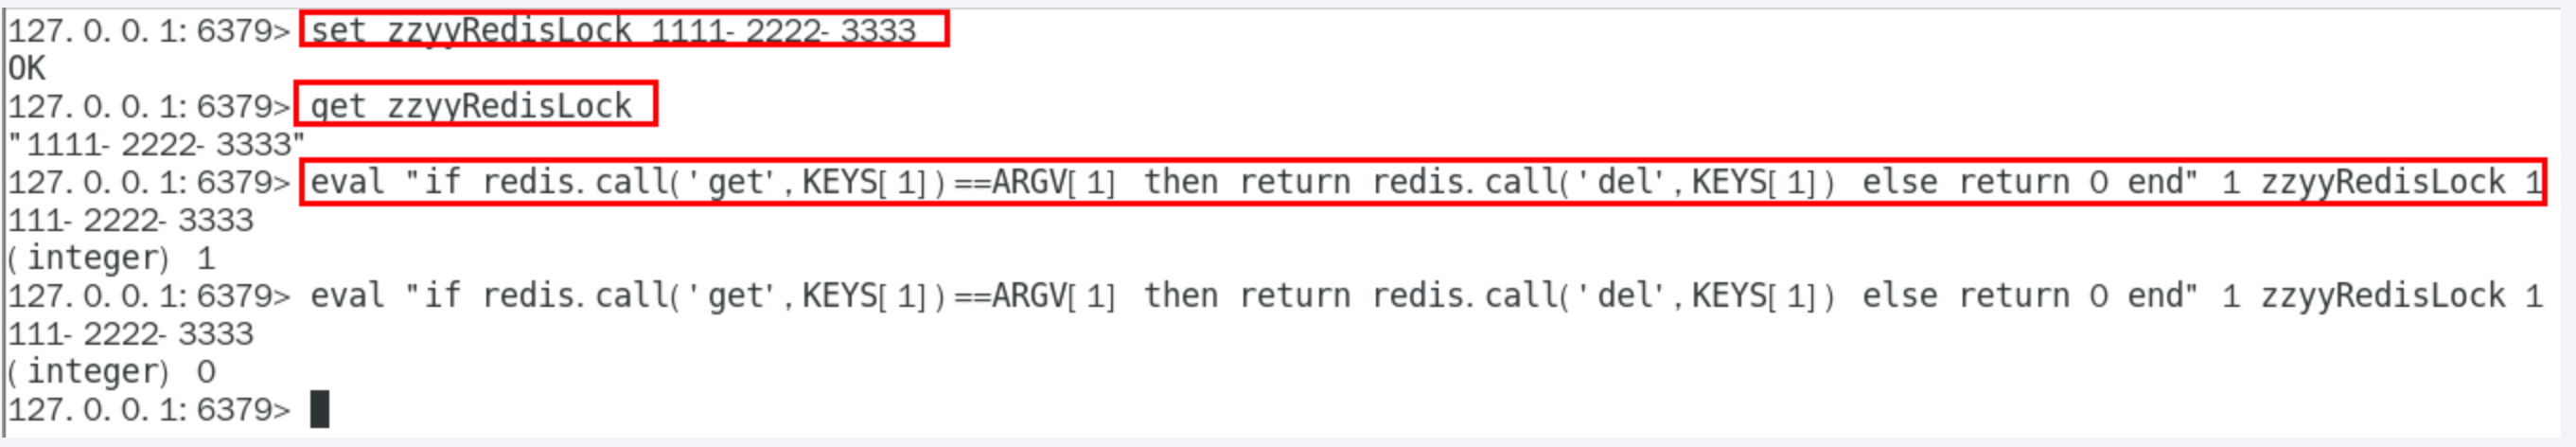 127.0.0.1:6379> set zzyyRedisLock 1111-2222-3333
OK
127.0.0.1:6379> get zzyyRedisLock
"1111-2222-3333"
127.0.0.1:6379> eval "if redis.call('get',KEYS[1])==ARGV[1] then return redis.call('del',KEYS[1]) else return 0 end" 1 zzyyRedisLock 1
111-2222-3333
(integer) 1
127.0.0.1:6379> eval "if redis.call('get',KEYS[1])==ARGV[1] then return redis.call('del',KEYS[1]) else return 0 end" 1 zzyyRedisLock 1
111-2222-3333
(integer) 0
127.0.0.1:6379>